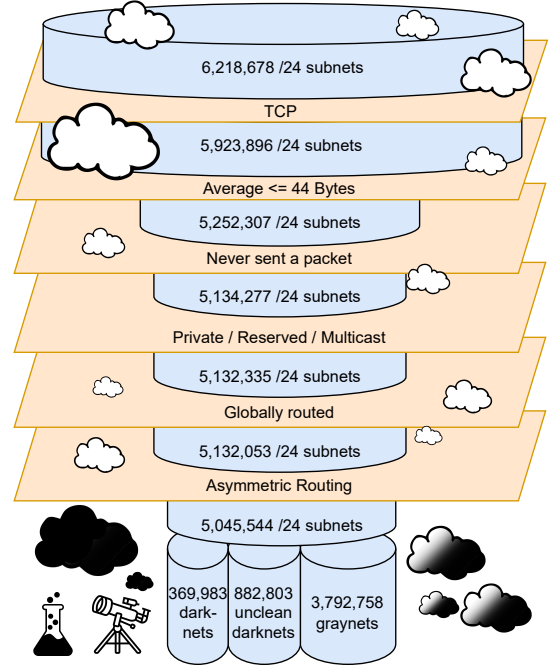 6,218,678 /24 subnets
TCP
5,923,896 /24 subnets
Average <= 44 Bytes
5,252,307 /24 subnets
Never sent a packet
5,134,277 /24 subnets
Private / Reserved / Multicast
5,132,335 /24 subnets
Globally routed
5,132,053 /24 subnets
Asymmetric Routing
5,045,544 /24 subnets
369,983
dark-
nets
882,803
unclean
darknets
3,792,758
graynets